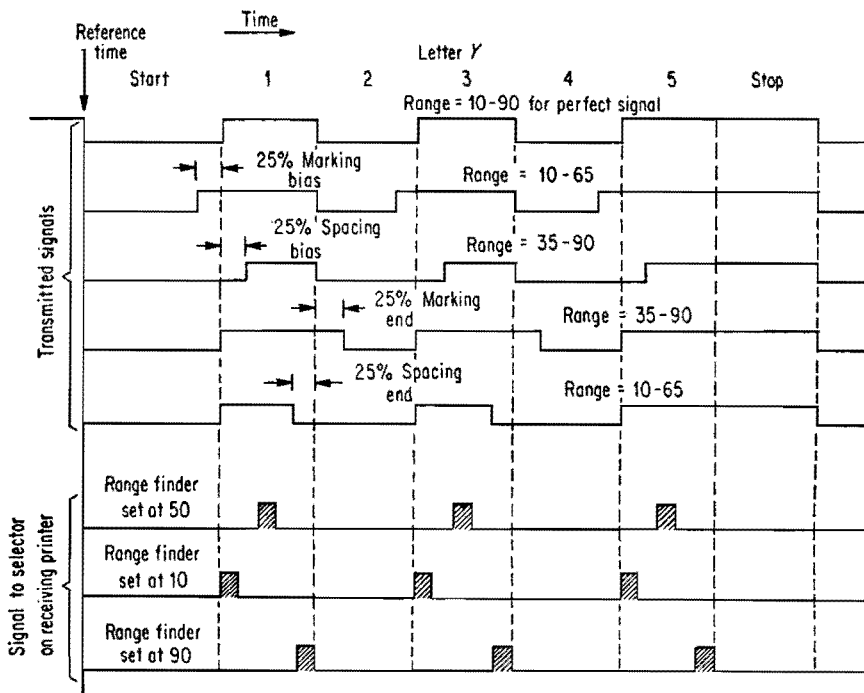 Time
Reference time
Letter Y
Start 1 2 3 4 5 Stop
Range = 10-90 for perfect signal
25% Marking bias
Range = 10-65
25% Spacing bias
Range = 35-90
25% Marking end
Range = 35-90
25% Spacing end
Range = 10-65
Transmitted signals
Range finder
set at 50
Range finder
set at 10
Range finder
set at 90
Signal to selector
on receiving printer